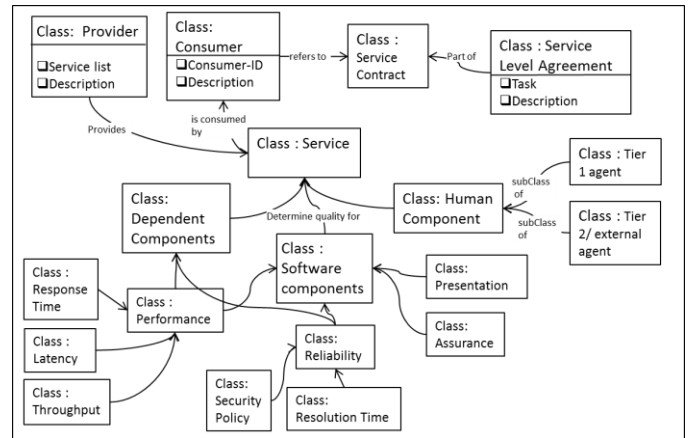 Class: Provider
❑Service list
❑Description
Class:
Consumer
❑Consumer-ID
❑Description
refers to
Class :
Service
Contract
Part of
Class : Service
Level Agreement
❑Task
❑Description
Provides
is consumed
by
Class : Service
Class:
Dependent
Components
Determine quality for
Class: Human
Component
subClass
of
Class : Tier
1 agent
subClass
of
Class : Tier
2/ external
agent
Class :
Software
components
Class :
Response
Time
Class :
Performance
Class:
Presentation
Class :
Latency
Class:
Reliability
Class:
Assurance
Class :
Throughput
Class:
Security
Policy
Class:
Resolution Time